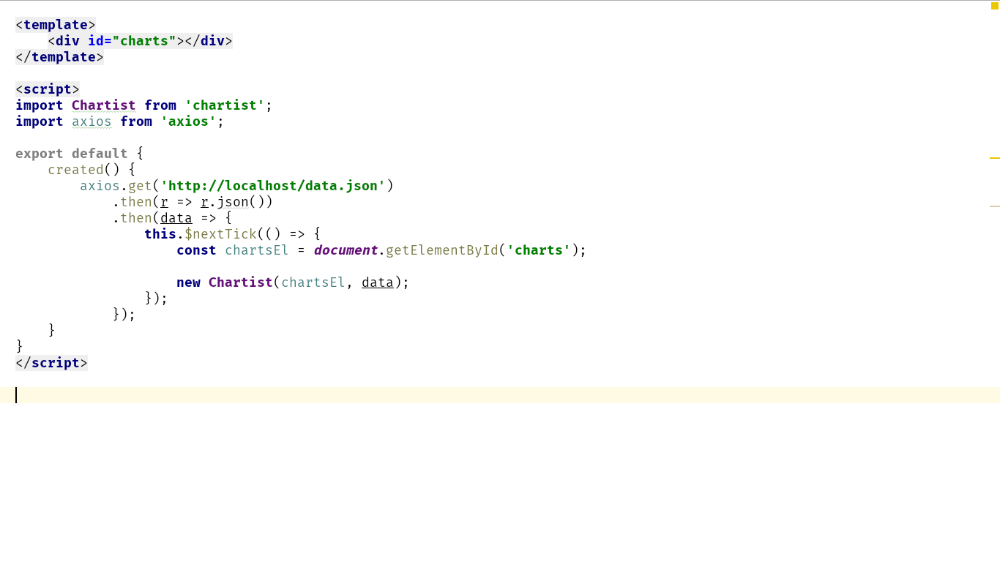 <template>
    <div id="charts"></div>
</template>

<script>
import Chartist from 'chartist';
import axios from 'axios';

export default {
    created() {
        axios.get('http://localhost/data.json')
            .then(r => r.json())
            .then(data => {
                this.$nextTick(() => {
                    const chartsEl = document.getElementById('charts');

                    new Chartist(chartsEl, data);
                });
            });
    }
}
</script>